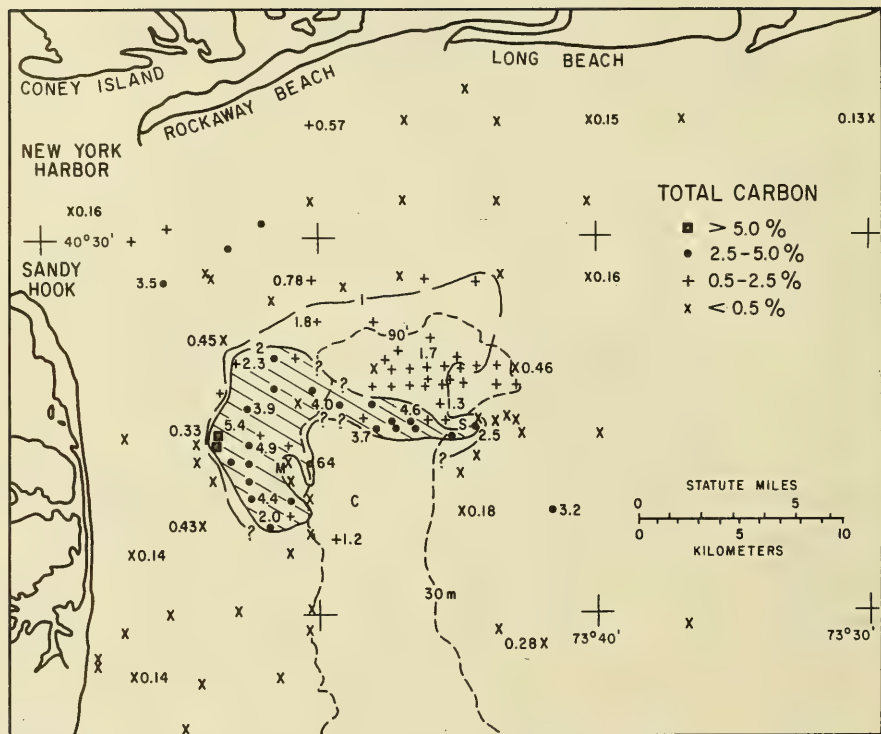 CONEY ISLAND
ROCKAWAY BEACH
LONG BEACH
+0.57
x0.15
0.13x
NEW YORK
HARBOR
x0.16
TOTAL CARBON
> 5.0 %
2.5-5.0 %
0.5-2.5 %
< 0.5 %
40°30'
SANDY
HOOK
3.5
0.78+
x0.16
1
1.8+
90'
0.45x
2
2.3
?
1.7
x0.46
?
4.0
4.6
1.3
3.9
? ?
S
0.33
5.4
3.7
2.5
4.9
?
M
64
C
STATUTE MILES
0 5
0 5 10
KILOMETERS
4.4
x0.18
3.2
0.43x
2.0+
?
+1.2
x0.14
30m
73°40'
73°30'
0.28x
x0.14